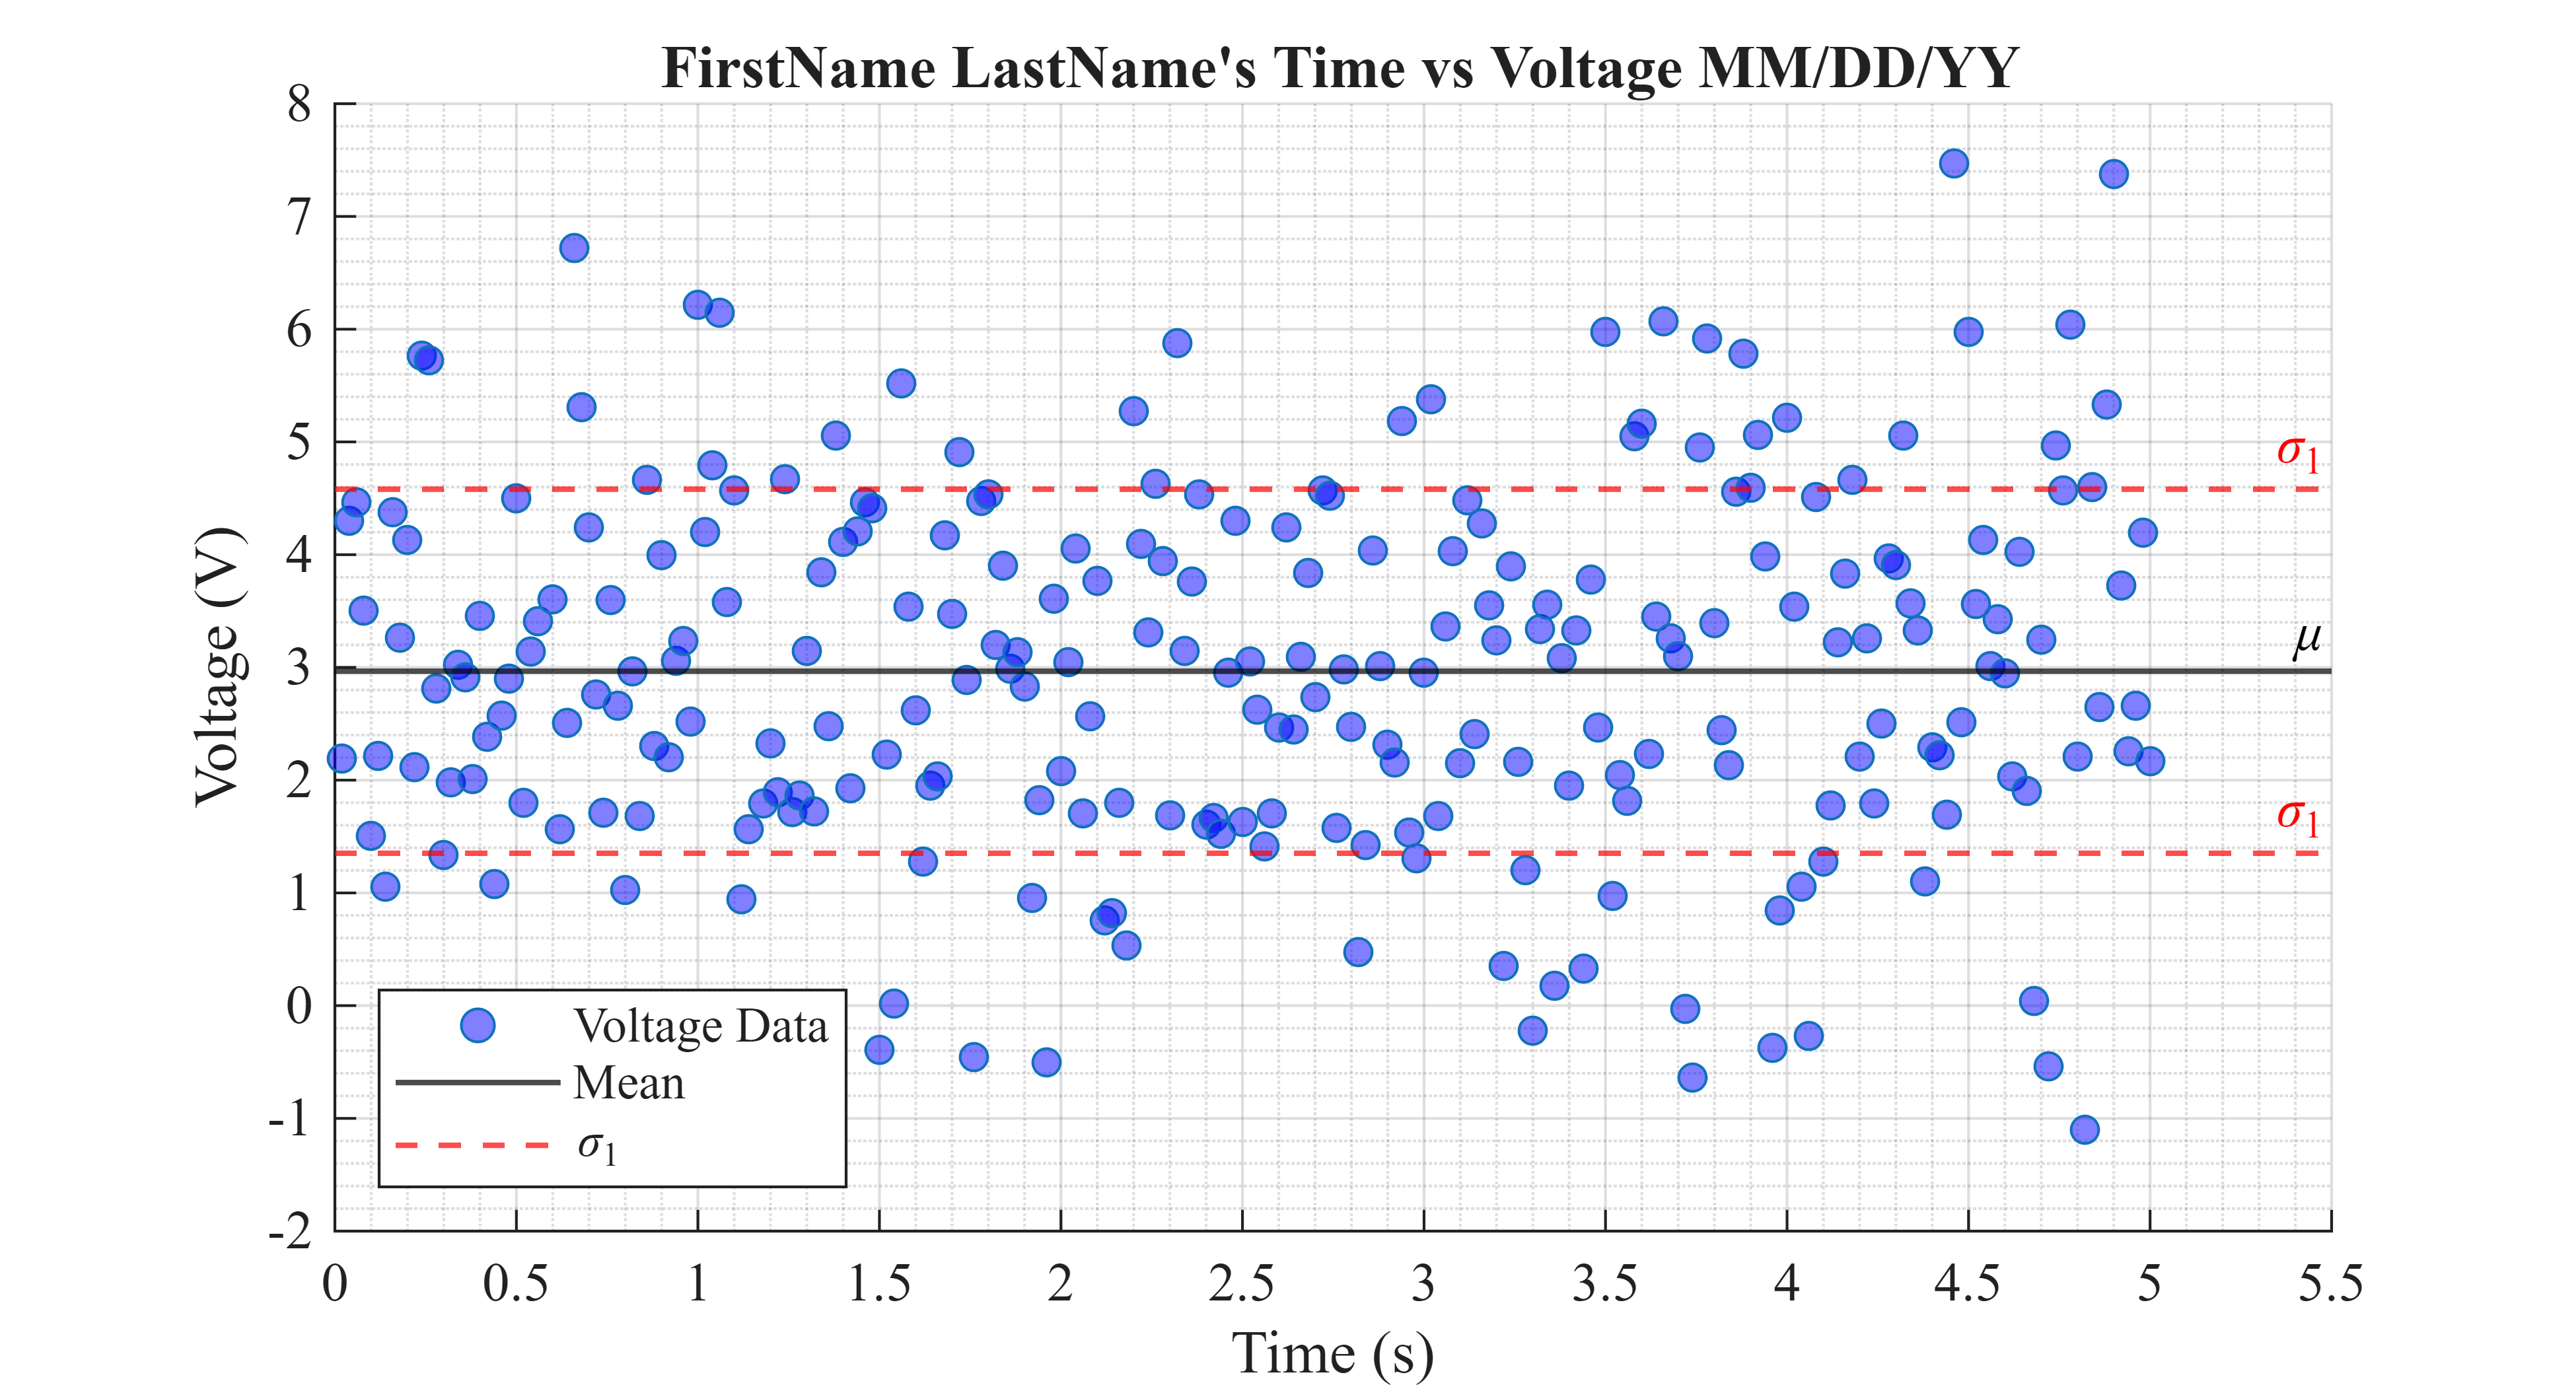 FirstName LastName's Time vs Voltage MM/DD/YY
8
7
6
5
4
3
2
1
0
-1
-2
Voltage (V)
σ1
μ
σ1
Voltage Data
Mean
σ1
0 0.5 1 1.5 2 2.5 3 3.5 4 4.5 5 5.5
Time (s)